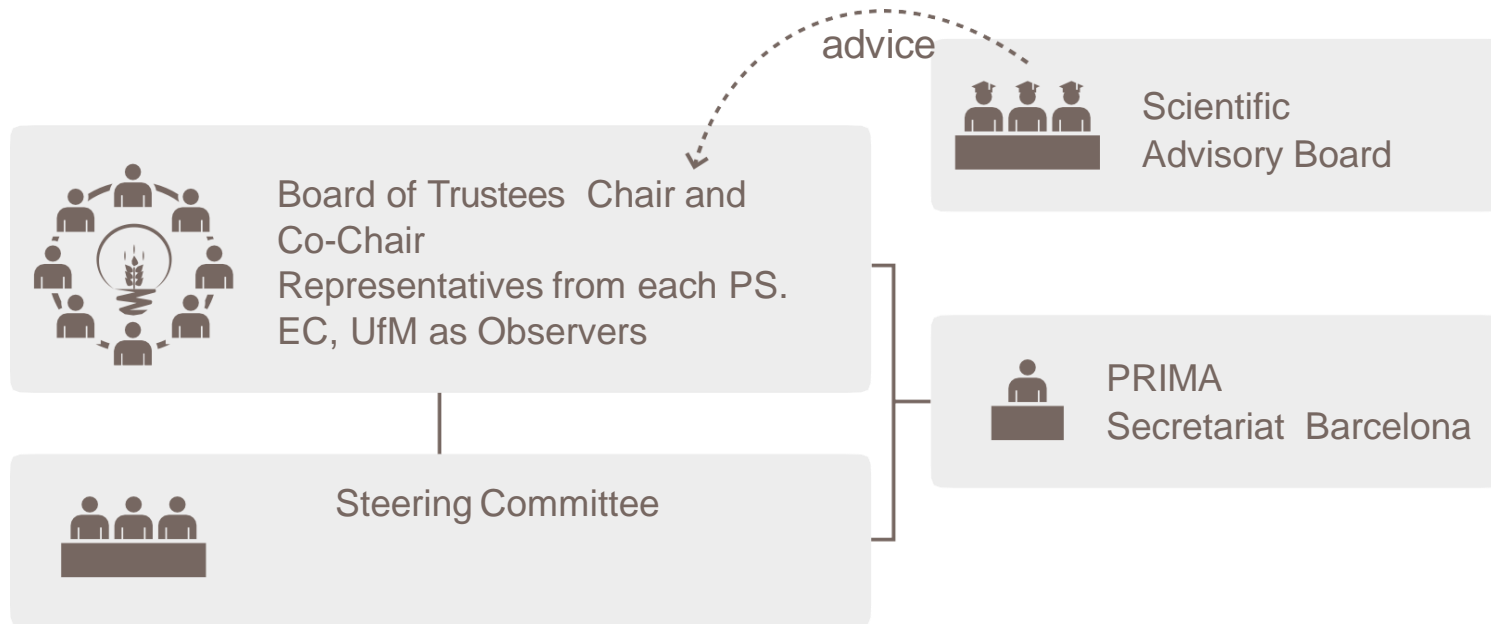 advice
Scientific
Advisory Board
Board of Trustees Chair and
Co-Chair
Representatives from each PS.
EC, UfM as Observers
PRIMA
Secretariat Barcelona
Steering Committee